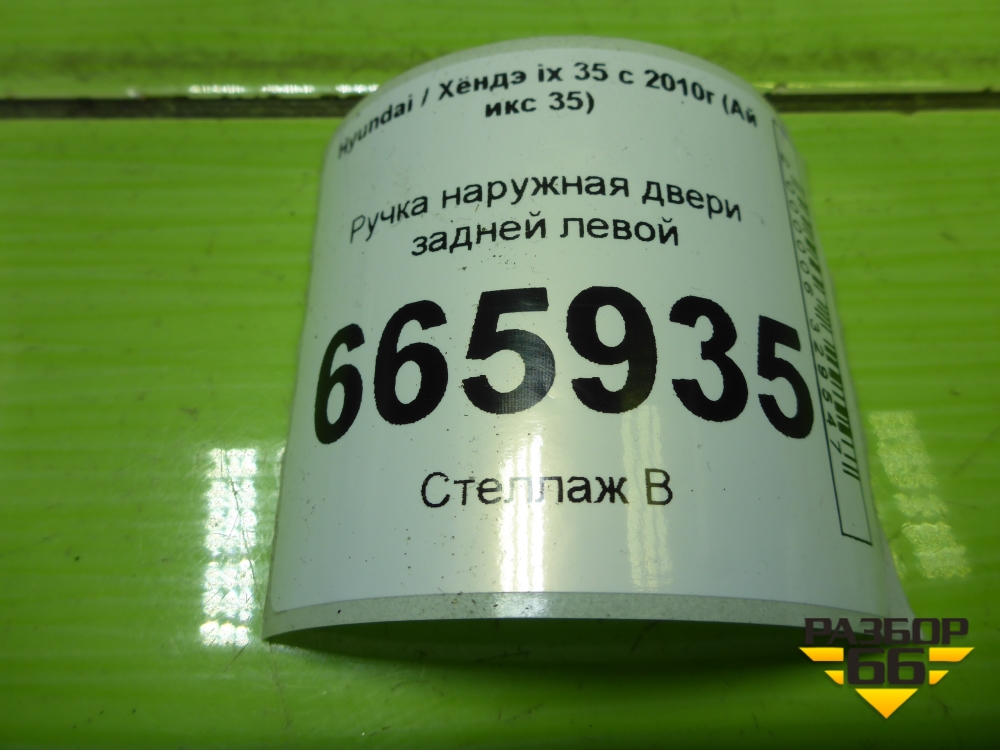 Hyundai / Хёндэ ix 35 с 2010г (Ай
икс 35)
Ручка наружная двери
задней левой
665935
Стеллаж В
РАЗБОР
66